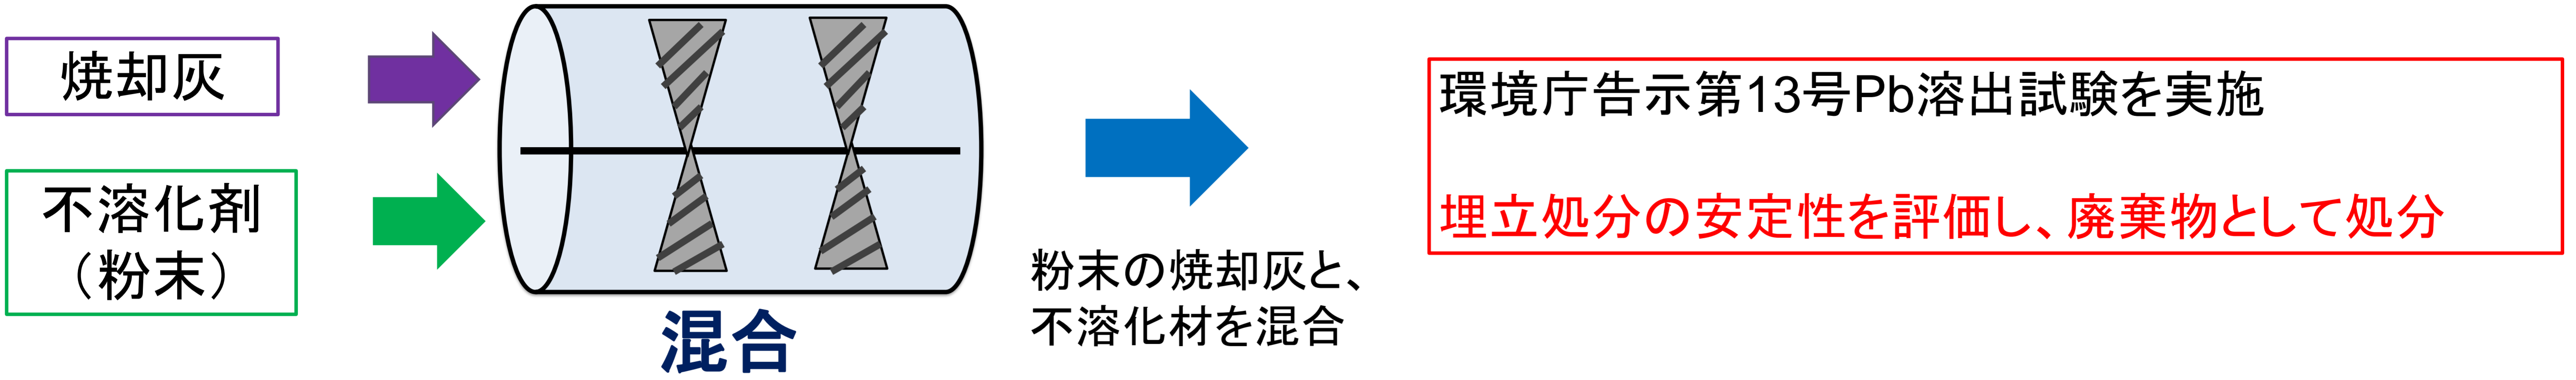 焼却灰
不溶化剤
（粉末）
混合
粉末の焼却灰と、
不溶化材を混合
環境庁告示第13号Pb溶出試験を実施
埋立処分の安定性を評価し、廃棄物として処分